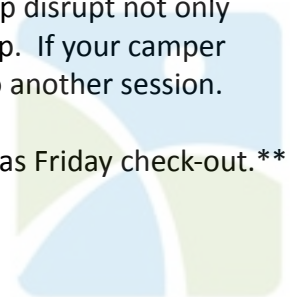 p disrupt not only
p. If your camper
another session.
as Friday check-out.**